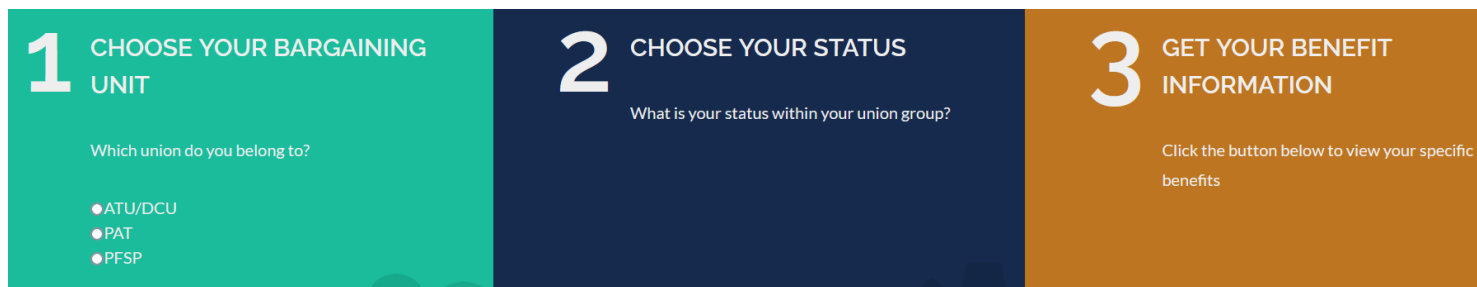 1
CHOOSE YOUR BARGAINING
UNIT
Which union do you belong to?
ATU/DCU
PAT
PFSP
2
CHOOSE YOUR STATUS
What is your status within your union group?
3
GET YOUR BENEFIT
INFORMATION
Click the button below to view your specific
benefits